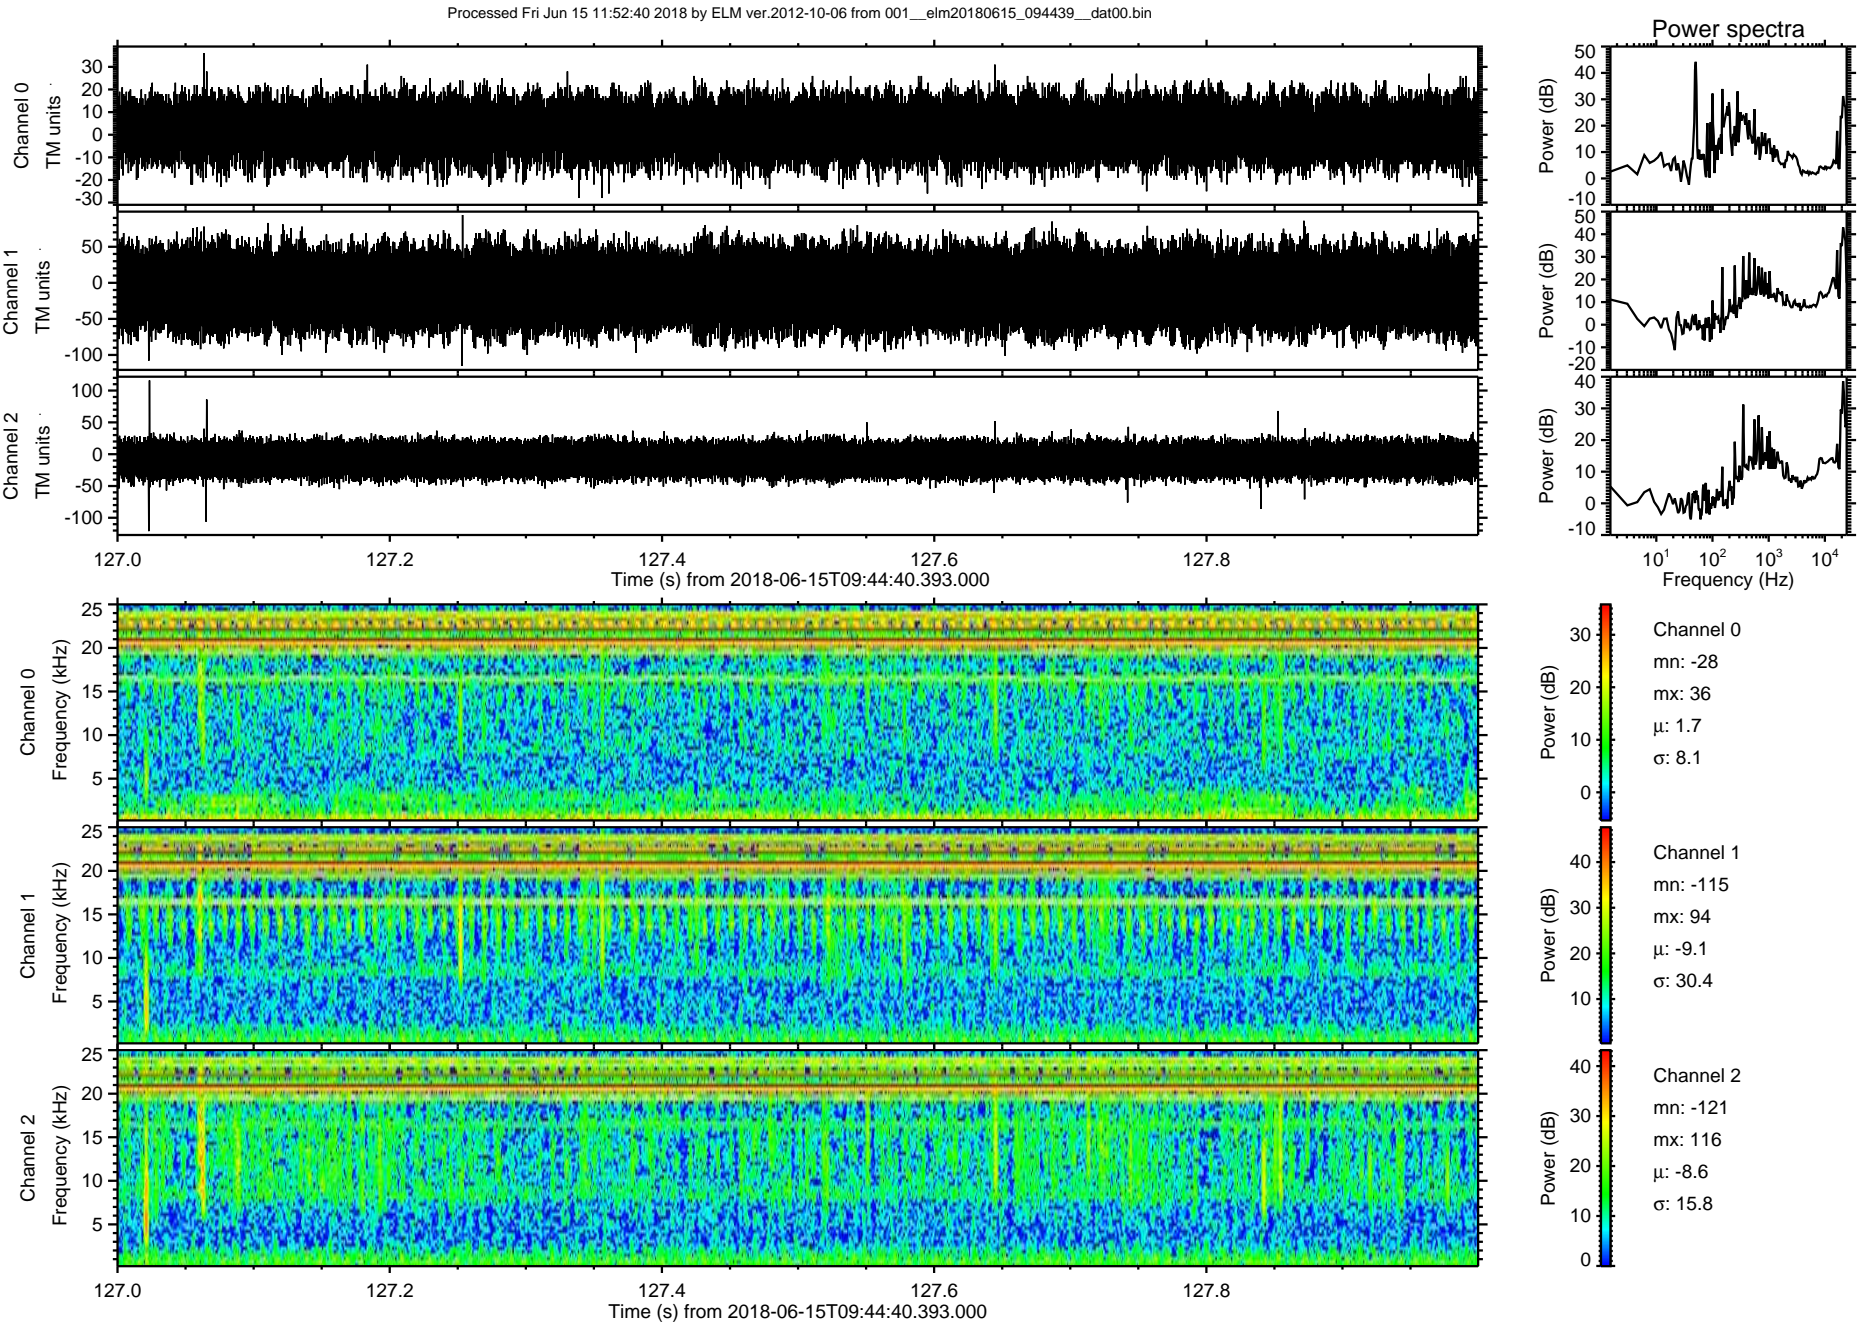 Processed Fri Jun 15 11:52:40 2018 by ELM ver.2012-10-06 from 001__elm20180615_094439__dat00.bin
Power spectra
Channel 0
TM units
30
20
10
0
-10
-20
-30
Power (dB)
50
40
30
20
10
0
-10
Channel 1
TM units
50
0
-50
-100
Power (dB)
50
40
30
20
10
0
-10
-20
Channel 2
TM units
100
50
0
-50
-100
Power (dB)
40
30
20
10
0
-10
127.0 127.2 127.4 127.6 127.8
Time (s) from 2018-06-15T09:44:40.393.000
10^1 10^2 10^3 10^4
Frequency (Hz)
Channel 0
Frequency (kHz)
25
20
15
10
5
Power (dB)
30
20
10
0
Channel 0
mn: -28
mx: 36
μ: 1.7
σ: 8.1
Channel 1
Frequency (kHz)
25
20
15
10
5
Power (dB)
40
30
20
10
Channel 1
mn: -115
mx: 94
μ: -9.1
σ: 30.4
Channel 2
Frequency (kHz)
25
20
15
10
5
Power (dB)
40
30
20
10
0
Channel 2
mn: -121
mx: 116
μ: -8.6
σ: 15.8
127.0 127.2 127.4 127.6 127.8
Time (s) from 2018-06-15T09:44:40.393.000